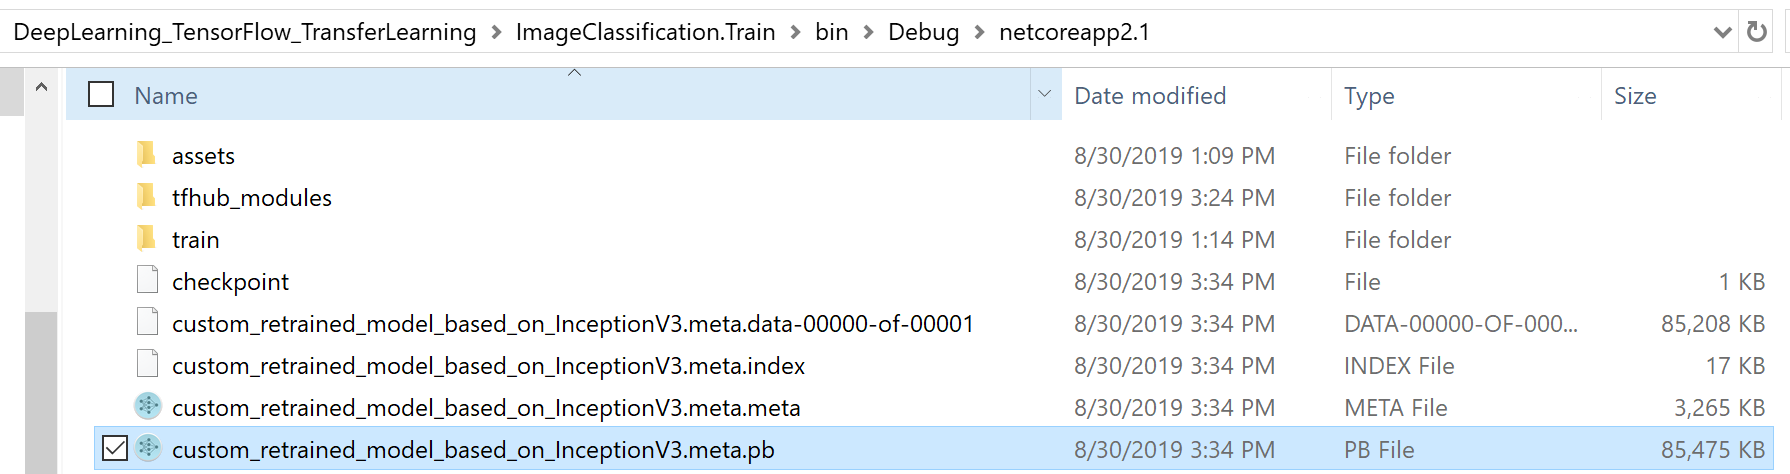 DeepLearning_TensorFlow_TransferLearning > ImageClassification.Train > bin > Debug > netcoreapp2.1
Name Date modified Type Size
assets 8/30/2019 1:09 PM File folder
tfhub_modules 8/30/2019 3:24 PM File folder
train 8/30/2019 1:14 PM File folder
checkpoint 8/30/2019 3:34 PM File 1 KB
custom_retrained_model_based_on_InceptionV3.meta.data-00000-of-00001 8/30/2019 3:34 PM DATA-00000-OF-000... 85,208 KB
custom_retrained_model_based_on_InceptionV3.meta.index 8/30/2019 3:34 PM INDEX File 17 KB
custom_retrained_model_based_on_InceptionV3.meta.meta 8/30/2019 3:34 PM META File 3,265 KB
custom_retrained_model_based_on_InceptionV3.meta.pb 8/30/2019 3:34 PM PB File 85,475 KB